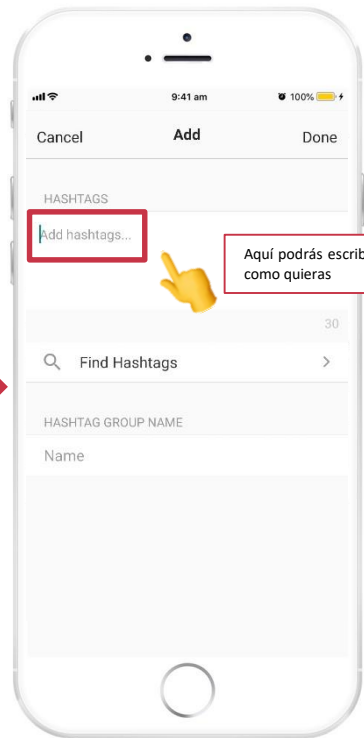 9:41 am
100%
Cancel
Add
Done
HASHTAGS
Add hashtags...
Aquí podrás
como quieras
30
Find Hashtags
HASHTAG GROUP NAME
Name